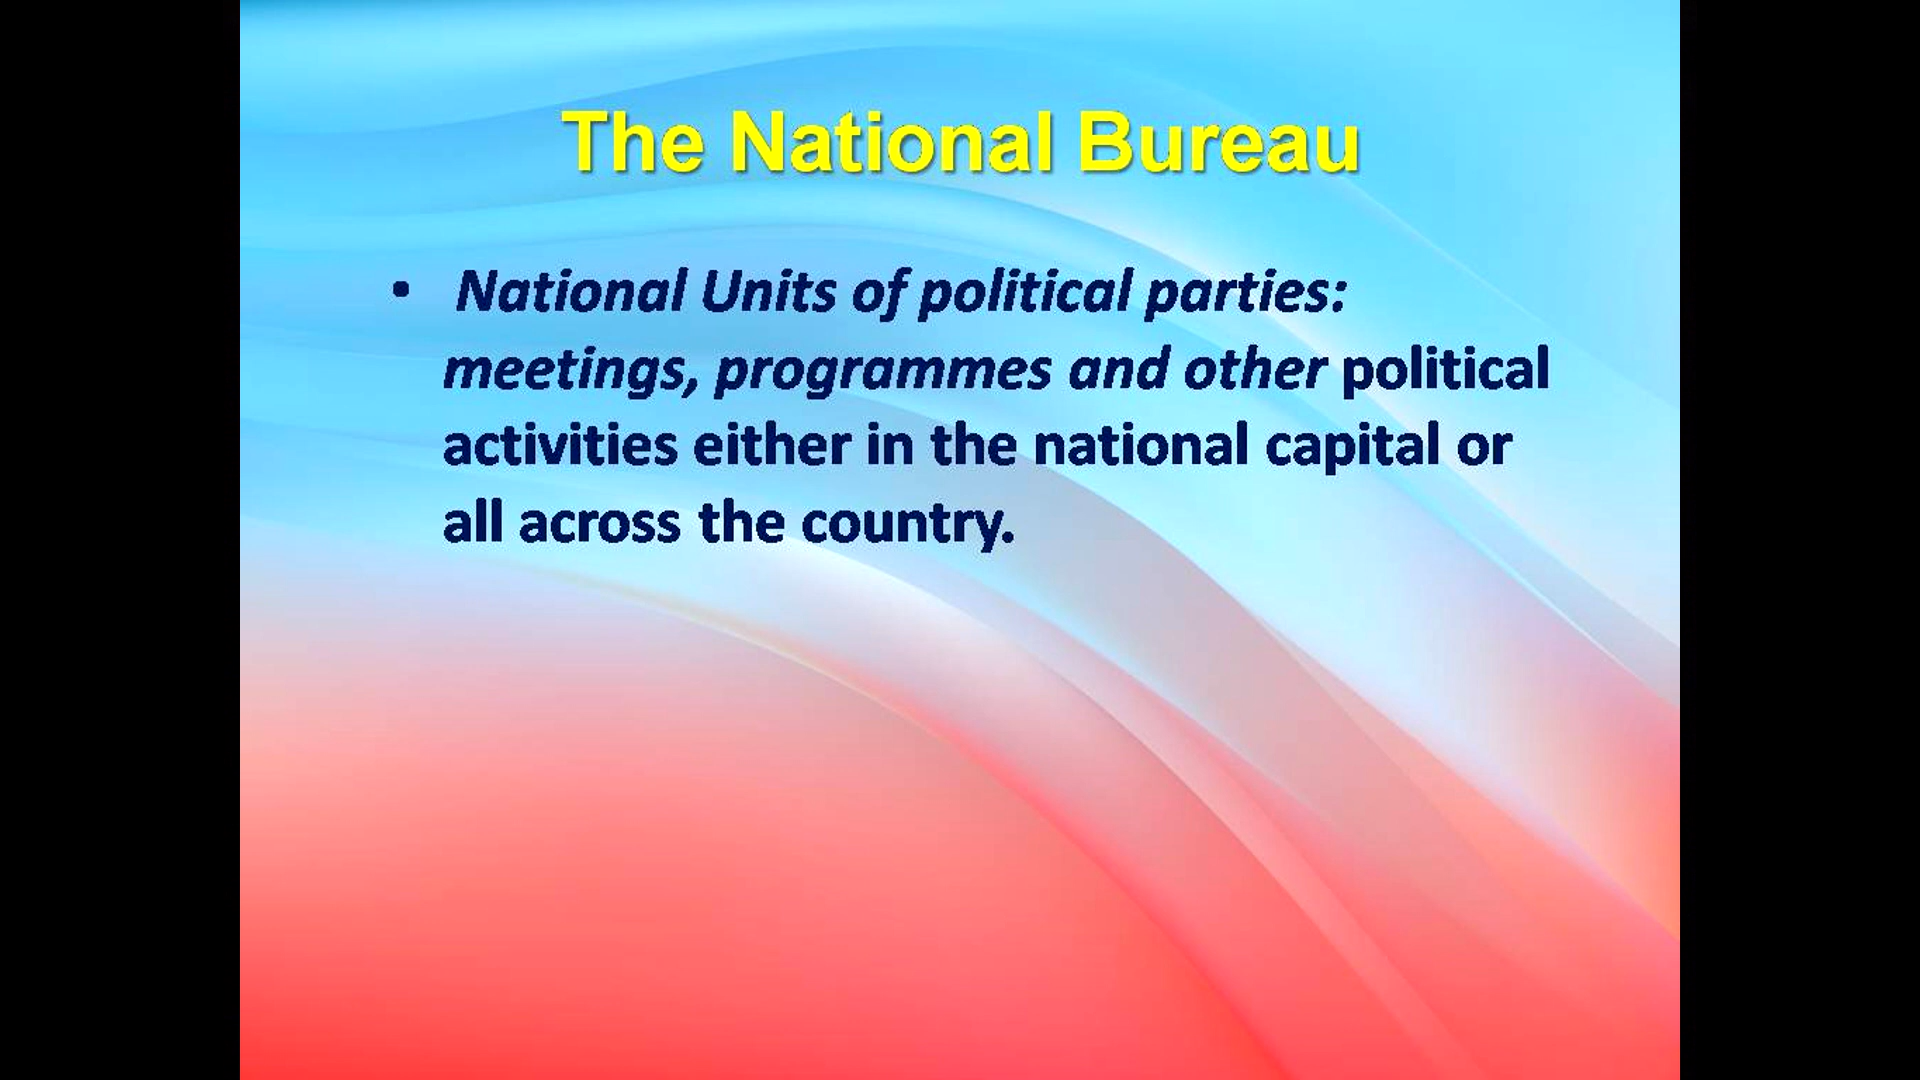 The National Bureau
• National Units of political parties:
meetings, programmes and other political
activities either in the national capital or
all across the country.